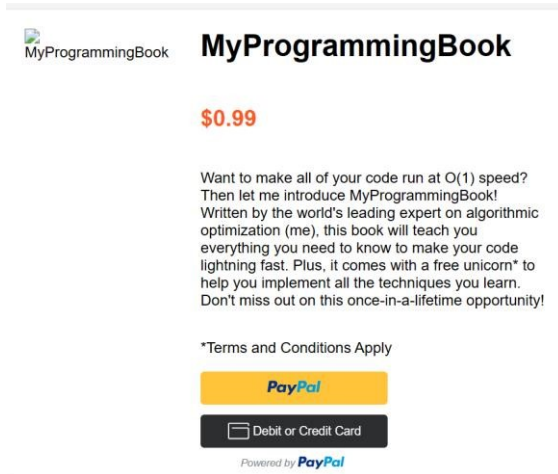 MyProgrammingBook
MyProgrammingBook
$0.99
Want to make all of your code run at O(1) speed?
Then let me introduce MyProgrammingBook!
Written by the world's leading expert on algorithmic
optimization (me), this book will teach you
everything you need to know to make your code
lightning fast. Plus, it comes with a free unicorn* to
help you implement all the techniques you learn.
Don't miss out on this once-in-a-lifetime opportunity!
*Terms and Conditions Apply
PayPal
Debit or Credit Card
Powered by PayPal